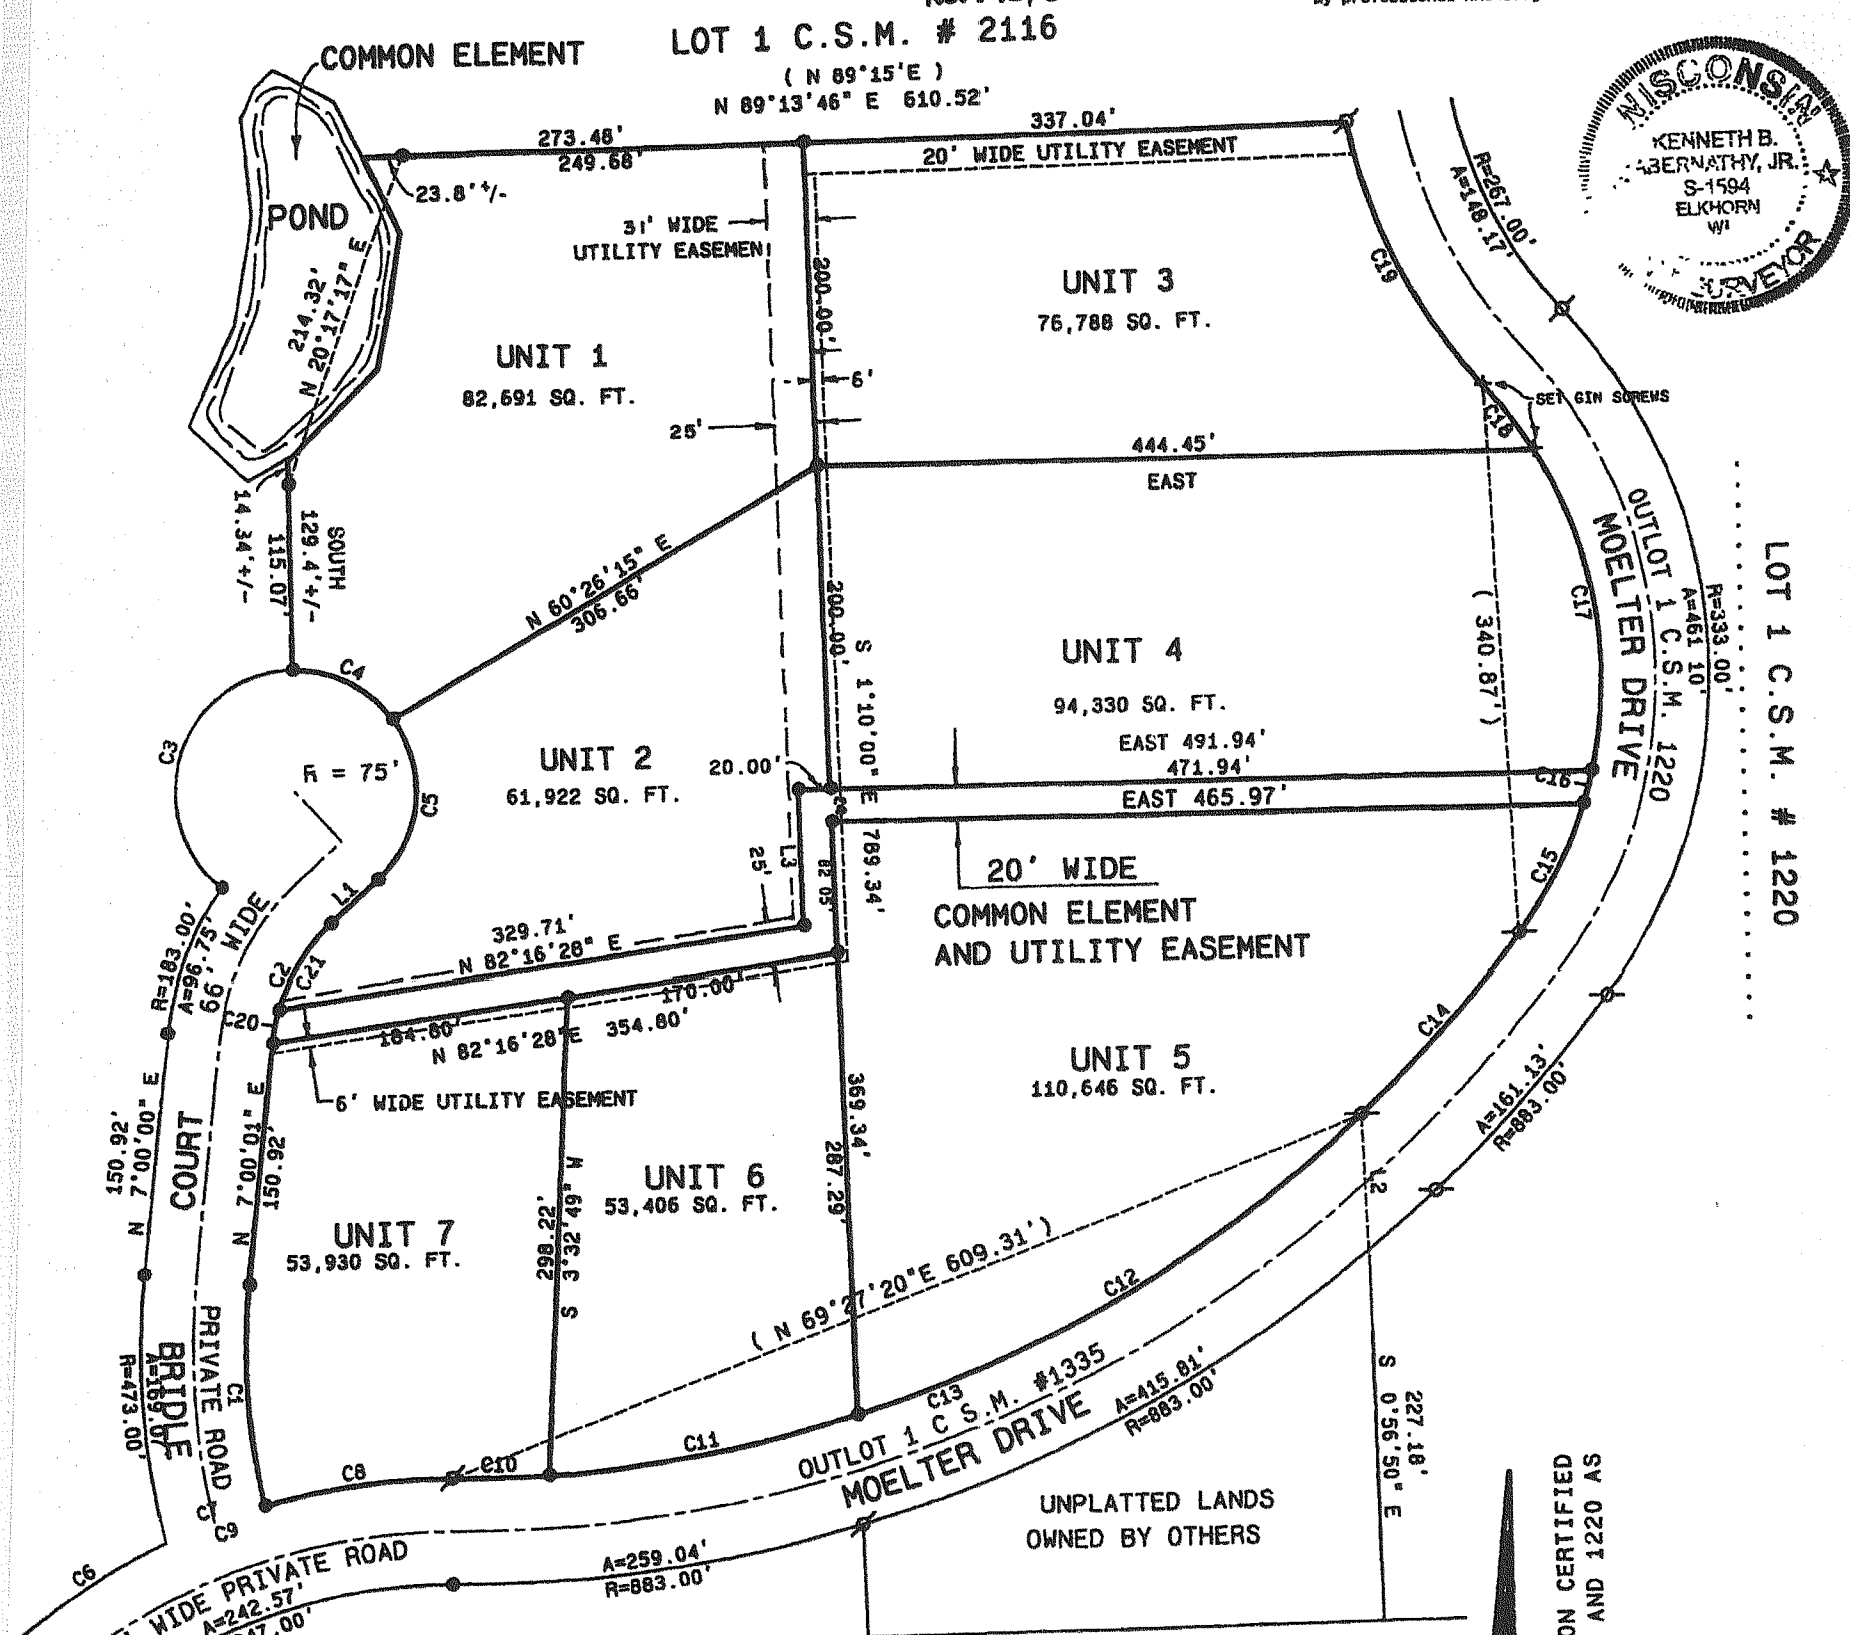 COMMON ELEMENT
LOT 1 C.S.M. # 2116
( N 89°15'E )
N 89°13'46" E 610.52'
273.48'
249.68'
337.04'
20' WIDE UTILITY EASEMENT
23.8'+/-
POND
214.32'
N 20°17'17" E
31' WIDE
UTILITY EASEMEN
200.00'
UNIT 1
82,691 SQ. FT.
6'
25'
UNIT 3
76,788 SQ. FT.
C19
R=267.00'
A=148.17'
WISCONSIN
KENNETH B.
ABERNATHY, JR.
S-1594
ELKHORN
WI
SURVEYOR
SET GIN SCREWS
C18
444.45'
EAST
SOUTH
129.4'+/-
115.07'
14.34'+/-
N 60°26'15" E
306.66'
200.00'
S 1°10'00" E 789.34'
UNIT 4
94,330 SQ. FT.
( 340.87' )
C17
OUTLOT 1 C.S.M. 1220
MOELTER DRIVE
R=333.00'
A=461 10'
LOT 1 C.S.M. # 1220
C4
C3
R = 75'
C5
UNIT 2
61,922 SQ. FT.
20.00'
EAST 491.94'
471.94'
C16
EAST 465.97'
L3
25'
82 05'
20' WIDE
COMMON ELEMENT
AND UTILITY EASEMENT
C15
L1
66' WIDE
R=183.00'
A=96.75'
C2
C21
C20
329.71'
N 82°16'28" E
170.00'
184.80'
N 82°16'28"E 354.80'
6' WIDE UTILITY EASEMENT
C14
UNIT 5
110,646 SQ. FT.
A=161.13'
R=883.00'
150.92'
N 7°00'00" E
COURT
N 7°00'01" E
150.92'
UNIT 7
53,930 SQ. FT.
298.22'
S 3°32'49" W
UNIT 6
53,406 SQ. FT.
369.34'
287.29'
( N 69°27'20"E 609.31')
L2
C12
S 0°56'50" E
227.18'
A=169.07'
R=473.00'
BRIDLE
PRIVATE ROAD
C1
C8
C10
C11
C13
OUTLOT 1 C S.M. #1335
MOELTER DRIVE
A=415.81'
R=883.00'
C7
C9
C6
WIDE PRIVATE ROAD
A=242.57'
A=259.04'
R=883.00'
UNPLATTED LANDS
OWNED BY OTHERS
ON CERTIFIED
AND 1220 AS